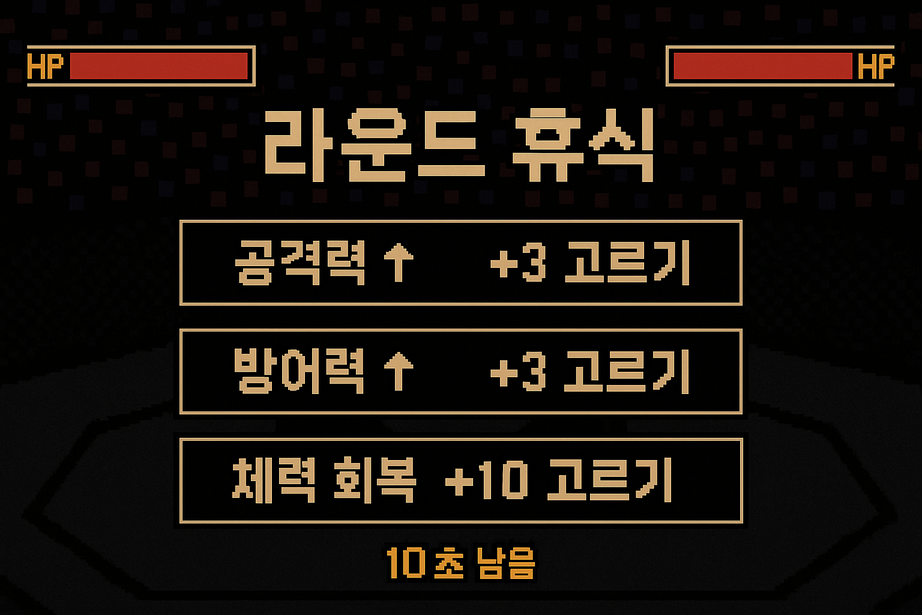 HP HP
라운드 휴식
공격력 ↑ +3 고르기
방어력 ↑ +3 고르기
체력 회복 +10 고르기
10초 남음